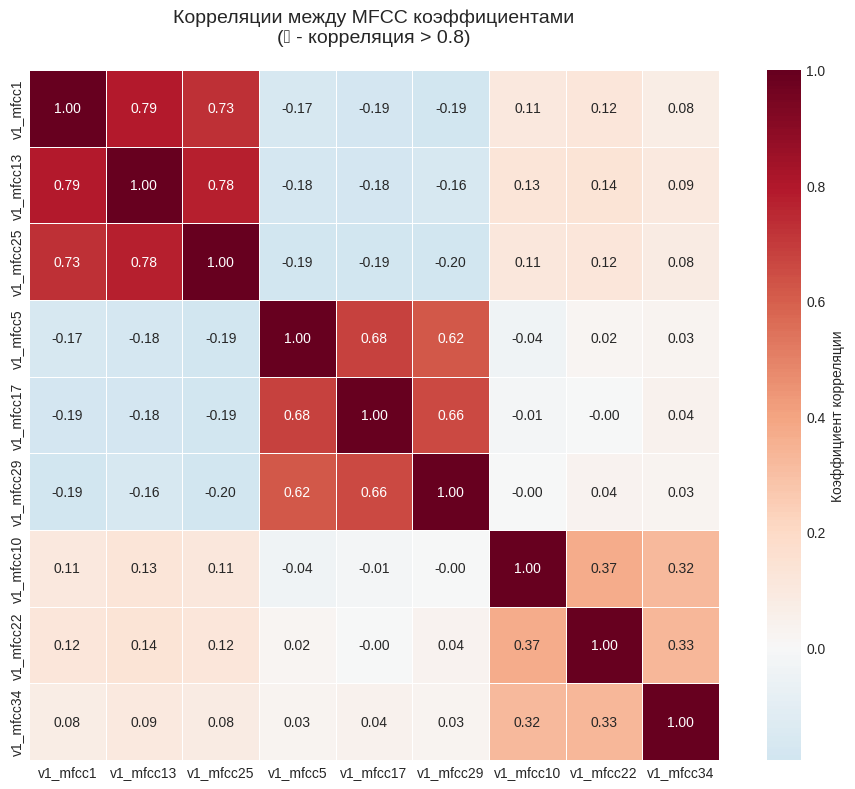 Корреляции между MFCC коэффициентами
(▯ - корреляция > 0.8)
v1_mfcc1 1.00 0.79 0.73 -0.17 -0.19 -0.19 0.11 0.12 0.08
v1_mfcc13 0.79 1.00 0.78 -0.18 -0.18 -0.16 0.13 0.14 0.09
v1_mfcc25 0.73 0.78 1.00 -0.19 -0.19 -0.20 0.11 0.12 0.08
v1_mfcc5 -0.17 -0.18 -0.19 1.00 0.68 0.62 -0.04 0.02 0.03
v1_mfcc17 -0.19 -0.18 -0.19 0.68 1.00 0.66 -0.01 -0.00 0.04
v1_mfcc29 -0.19 -0.16 -0.20 0.62 0.66 1.00 -0.00 0.04 0.03
v1_mfcc10 0.11 0.13 0.11 -0.04 -0.01 -0.00 1.00 0.37 0.32
v1_mfcc22 0.12 0.14 0.12 0.02 -0.00 0.04 0.37 1.00 0.33
v1_mfcc34 0.08 0.09 0.08 0.03 0.04 0.03 0.32 0.33 1.00
v1_mfcc1 v1_mfcc13 v1_mfcc25 v1_mfcc5 v1_mfcc17 v1_mfcc29 v1_mfcc10 v1_mfcc22 v1_mfcc34
1.0
0.8
0.6
0.4
0.2
0.0
Коэффициент корреляции